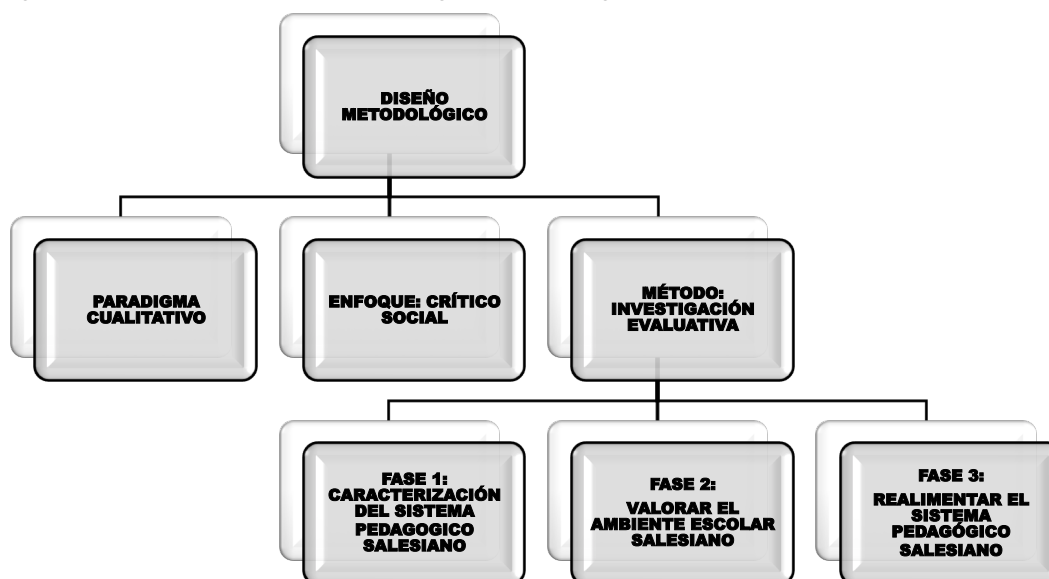 DISEÑO
METODOLÓGICO
PARADIGMA
CUALITATIVO
ENFOQUE: CRÍTICO
SOCIAL
MÉTODO:
INVESTIGACIÓN
EVALUATIVA
FASE 1:
CARACTERIZACIÓN
DEL SISTEMA
PEDAGOGICO
SALESIANO
FASE 2:
VALORAR EL
AMBIENTE ESCOLAR
SALESIANO
FASE 3:
REALIMENTAR EL
SISTEMA
PEDAGÓGICO
SALESIANO